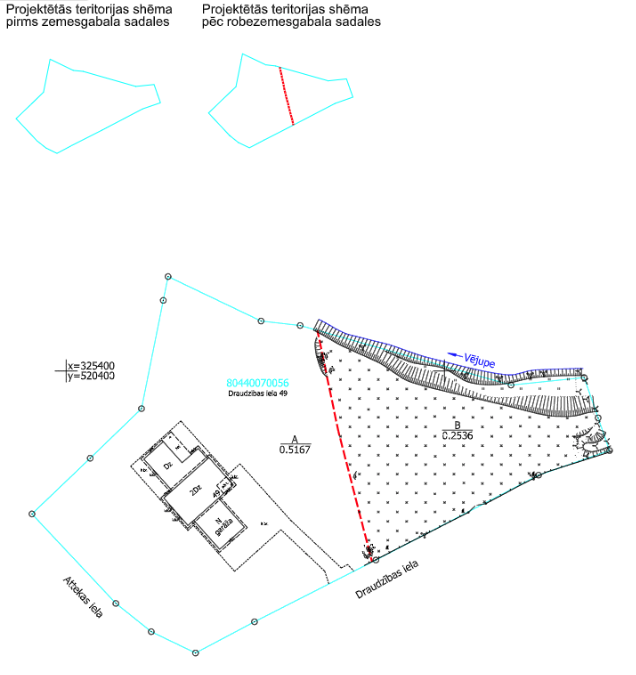 Projektētās teritorijas shēma
pirms zemesgabala sadales
Projektētās teritorijas shēma
pēc robezemesgabala sadales
x=325400
y=520400
80440070056
Draudzības iela 49
Vējupe
A
0.5167
B
0.2536
Dz
2Dz
49
N
garāža
Attekas iela
Draudzības iela